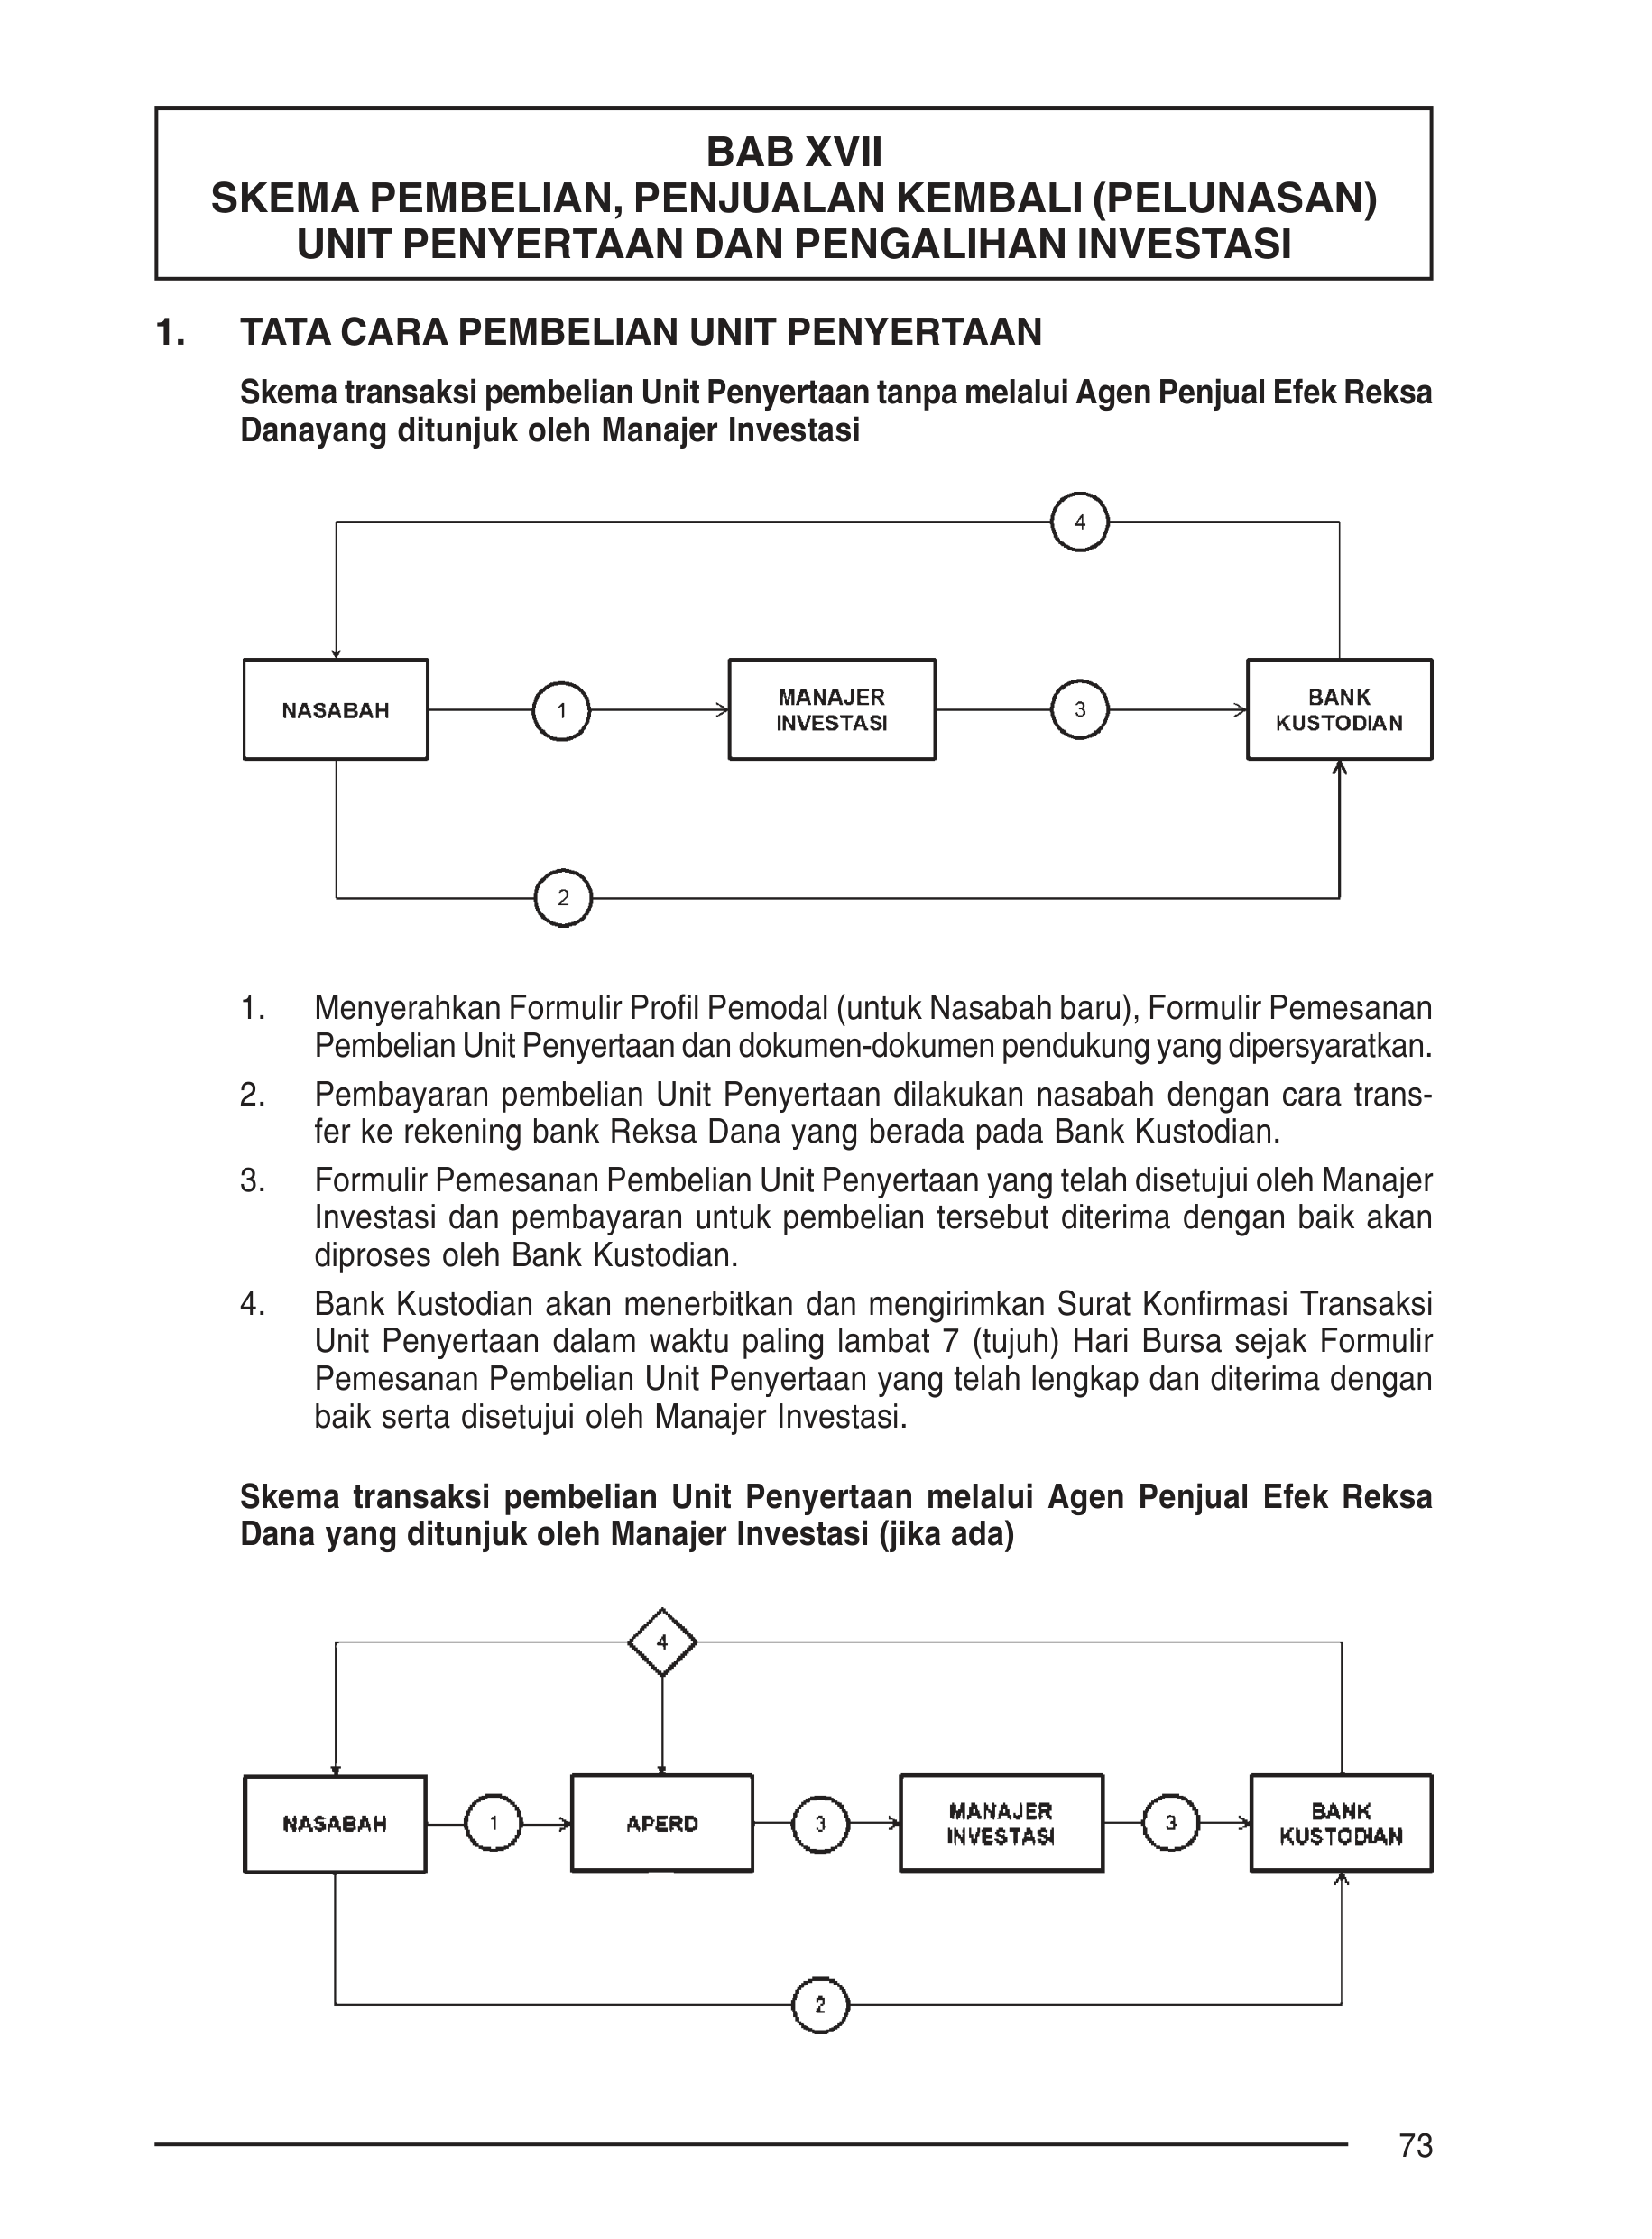 BAB XVII
SKEMA PEMBELIAN, PENJUALAN KEMBALI (PELUNASAN)
UNIT PENYERTAAN DAN PENGALIHAN INVESTASI
1. TATA CARA PEMBELIAN UNIT PENYERTAAN
Skema transaksi pembelian Unit Penyertaan tanpa melalui Agen Penjual Efek Reksa
Danayang ditunjuk oleh Manajer Investasi
4
NASABAH 1 MANAJER INVESTASI 3 BANK KUSTODIAN
2
1. Menyerahkan Formulir Profil Pemodal (untuk Nasabah baru), Formulir Pemesanan
Pembelian Unit Penyertaan dan dokumen-dokumen pendukung yang dipersyaratkan.
2. Pembayaran pembelian Unit Penyertaan dilakukan nasabah dengan cara trans-
fer ke rekening bank Reksa Dana yang berada pada Bank Kustodian.
3. Formulir Pemesanan Pembelian Unit Penyertaan yang telah disetujui oleh Manajer
Investasi dan pembayaran untuk pembelian tersebut diterima dengan baik akan
diproses oleh Bank Kustodian.
4. Bank Kustodian akan menerbitkan dan mengirimkan Surat Konfirmasi Transaksi
Unit Penyertaan dalam waktu paling lambat 7 (tujuh) Hari Bursa sejak Formulir
Pemesanan Pembelian Unit Penyertaan yang telah lengkap dan diterima dengan
baik serta disetujui oleh Manajer Investasi.
Skema transaksi pembelian Unit Penyertaan melalui Agen Penjual Efek Reksa
Dana yang ditunjuk oleh Manajer Investasi (jika ada)
4
NASABAH 1 APERD 3 MANAJER INVESTASI 3 BANK KUSTODIAN
2
73